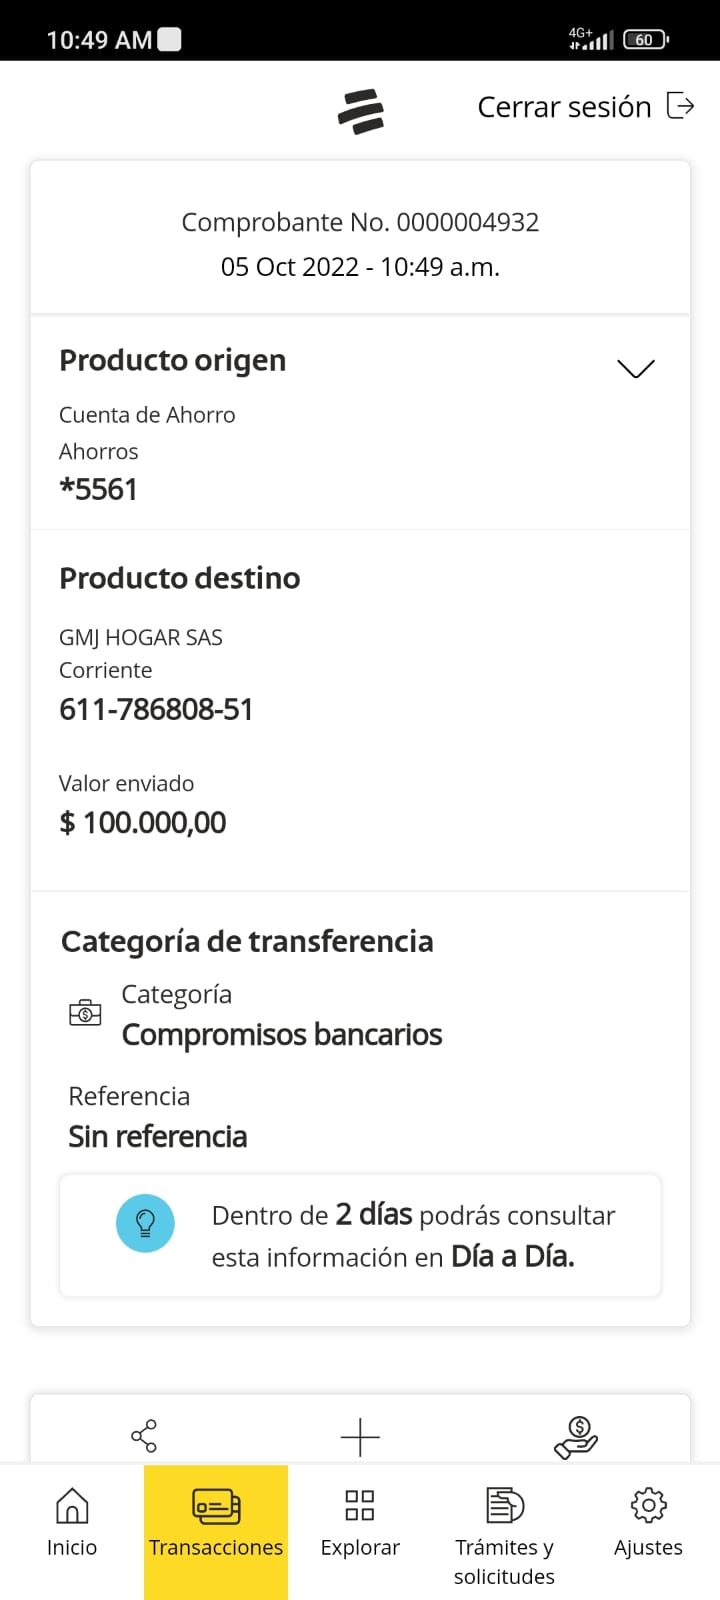 10:49 AM
4G+
60
Cerrar sesión
Comprobante No. 0000004932
05 Oct 2022 - 10:49 a.m.
Producto origen
Cuenta de Ahorro
Ahorros
*5561
Producto destino
GMJ HOGAR SAS
Corriente
611-786808-51
Valor enviado
$ 100.000,00
Categoría de transferencia
Categoría
Compromisos bancarios
Referencia
Sin referencia
Dentro de 2 días podrás consultar
esta información en Día a Día.
Inicio
Transacciones
Explorar
Trámites y
solicitudes
Ajustes